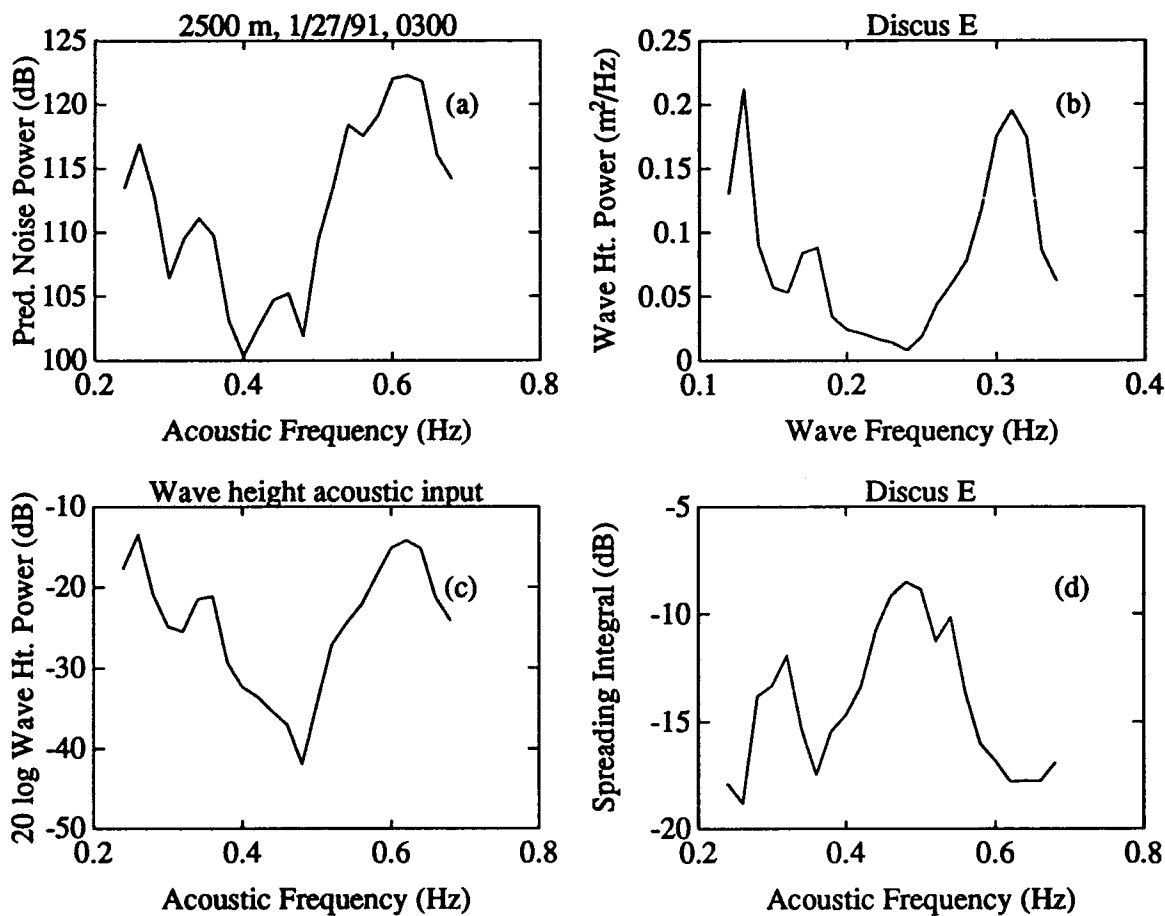 2500 m, 1/27/91, 0300
125
120
115
110
105
100
Pred. Noise Power (dB)
(a)
0.2
0.4
0.6
0.8
Acoustic Frequency (Hz)
Discus E
0.25
0.2
0.15
0.1
0.05
0
Wave Ht. Power (m²/Hz)
(b)
0.1
0.2
0.3
0.4
Wave Frequency (Hz)
Wave height acoustic input
-10
-20
-30
-40
-50
20 log Wave Ht. Power (dB)
(c)
0.2
0.4
0.6
0.8
Acoustic Frequency (Hz)
Discus E
-5
-10
-15
-20
Spreading Integral (dB)
(d)
0.2
0.4
0.6
0.8
Acoustic Frequency (Hz)